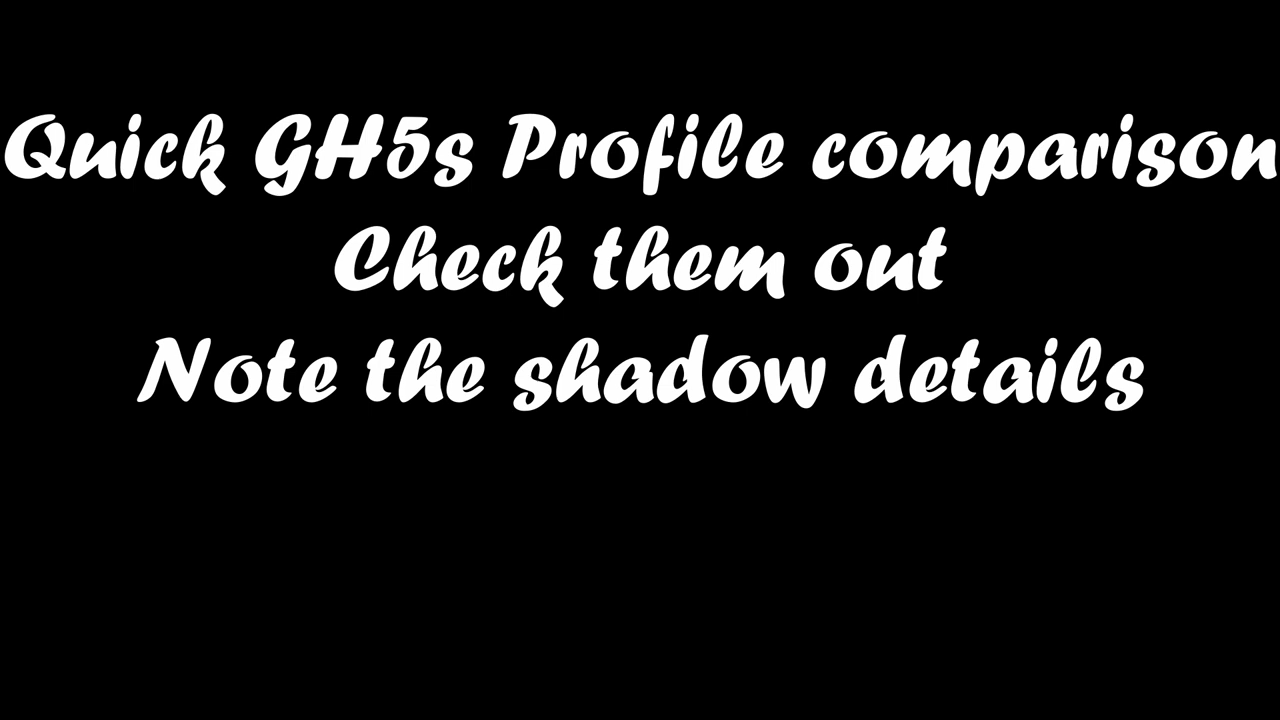 Quick GH5s Profile comparison
Check them out
Note the shadow details